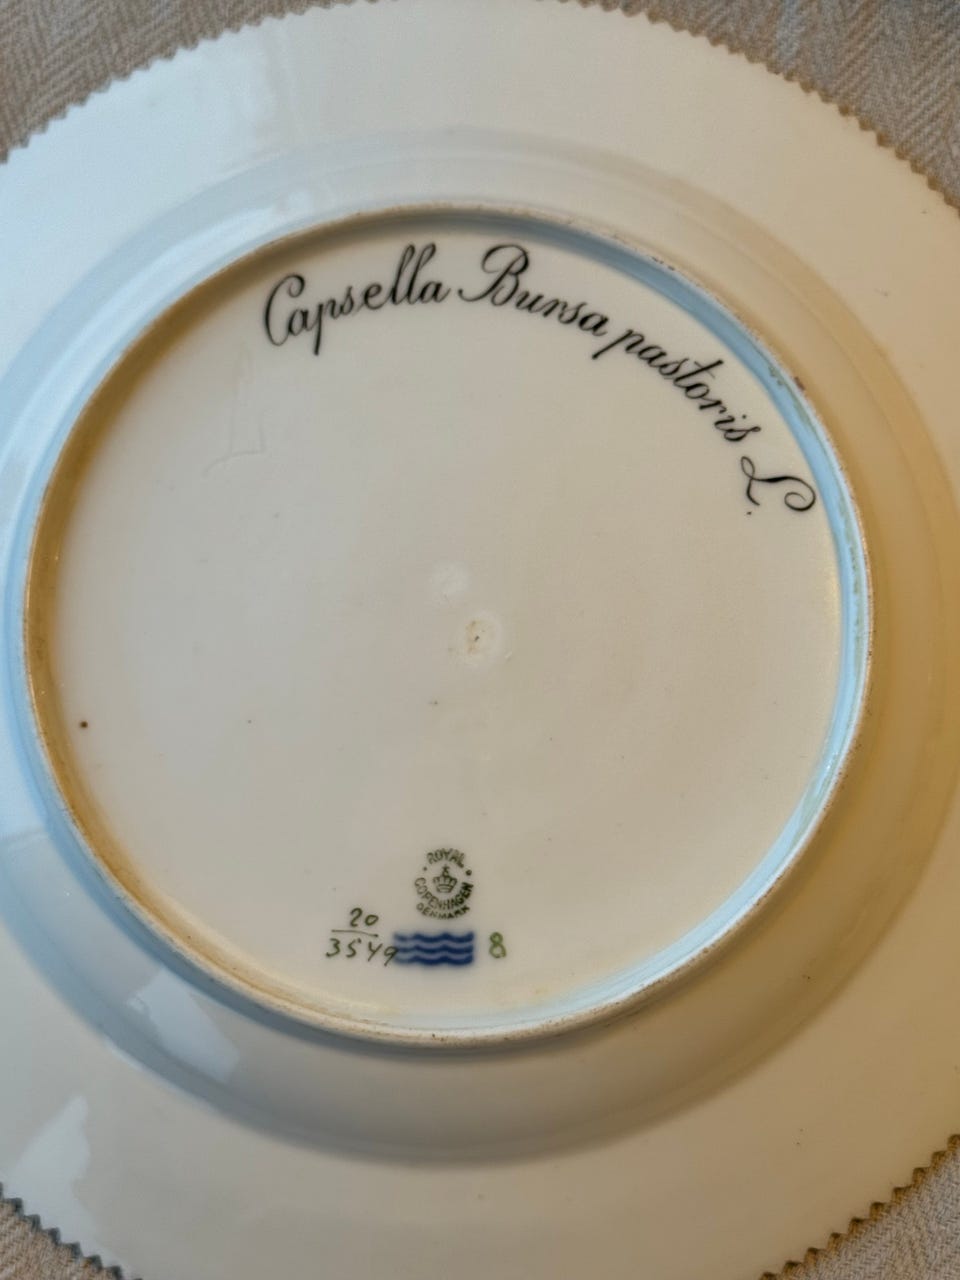 Capsella Bursa pastoris L.
ROYAL
COPENHAGEN
DENMARK
20
3549
8